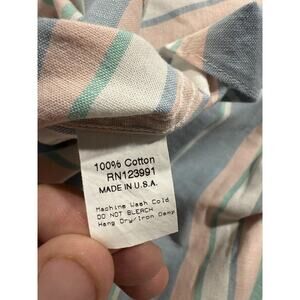 100% Cotton
RN123991
MADE IN U.S.A.
Machine Wash Cold
DO NOT BLEACH
Hang Dry/Iron Damp